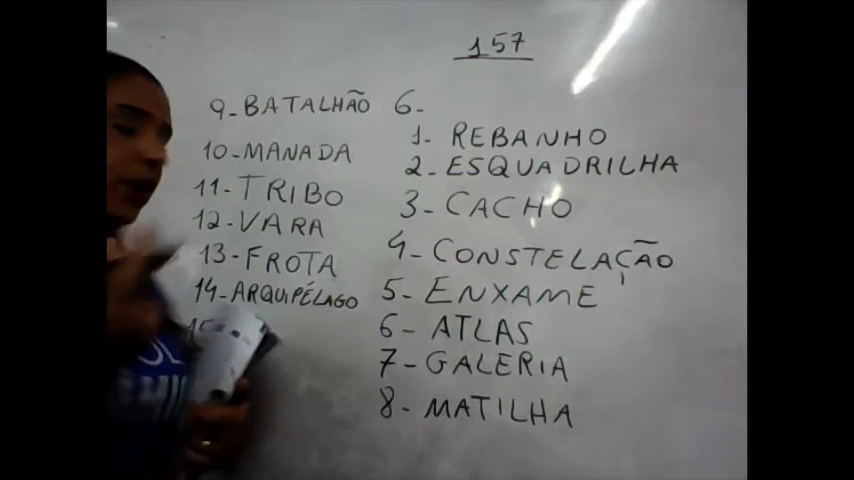 157
6-
1- REBANHO
2- ESQUADRILHA
3- CACHO
4- CONSTELAÇÃO
5- ENXAME
6- ATLAS
7- GALERIA
8- MATILHA
9- BATALHÃO
10- MANADA
11- TRIBO
12- VARA
13- FROTA
14- ARQUIPÉLAGO
15